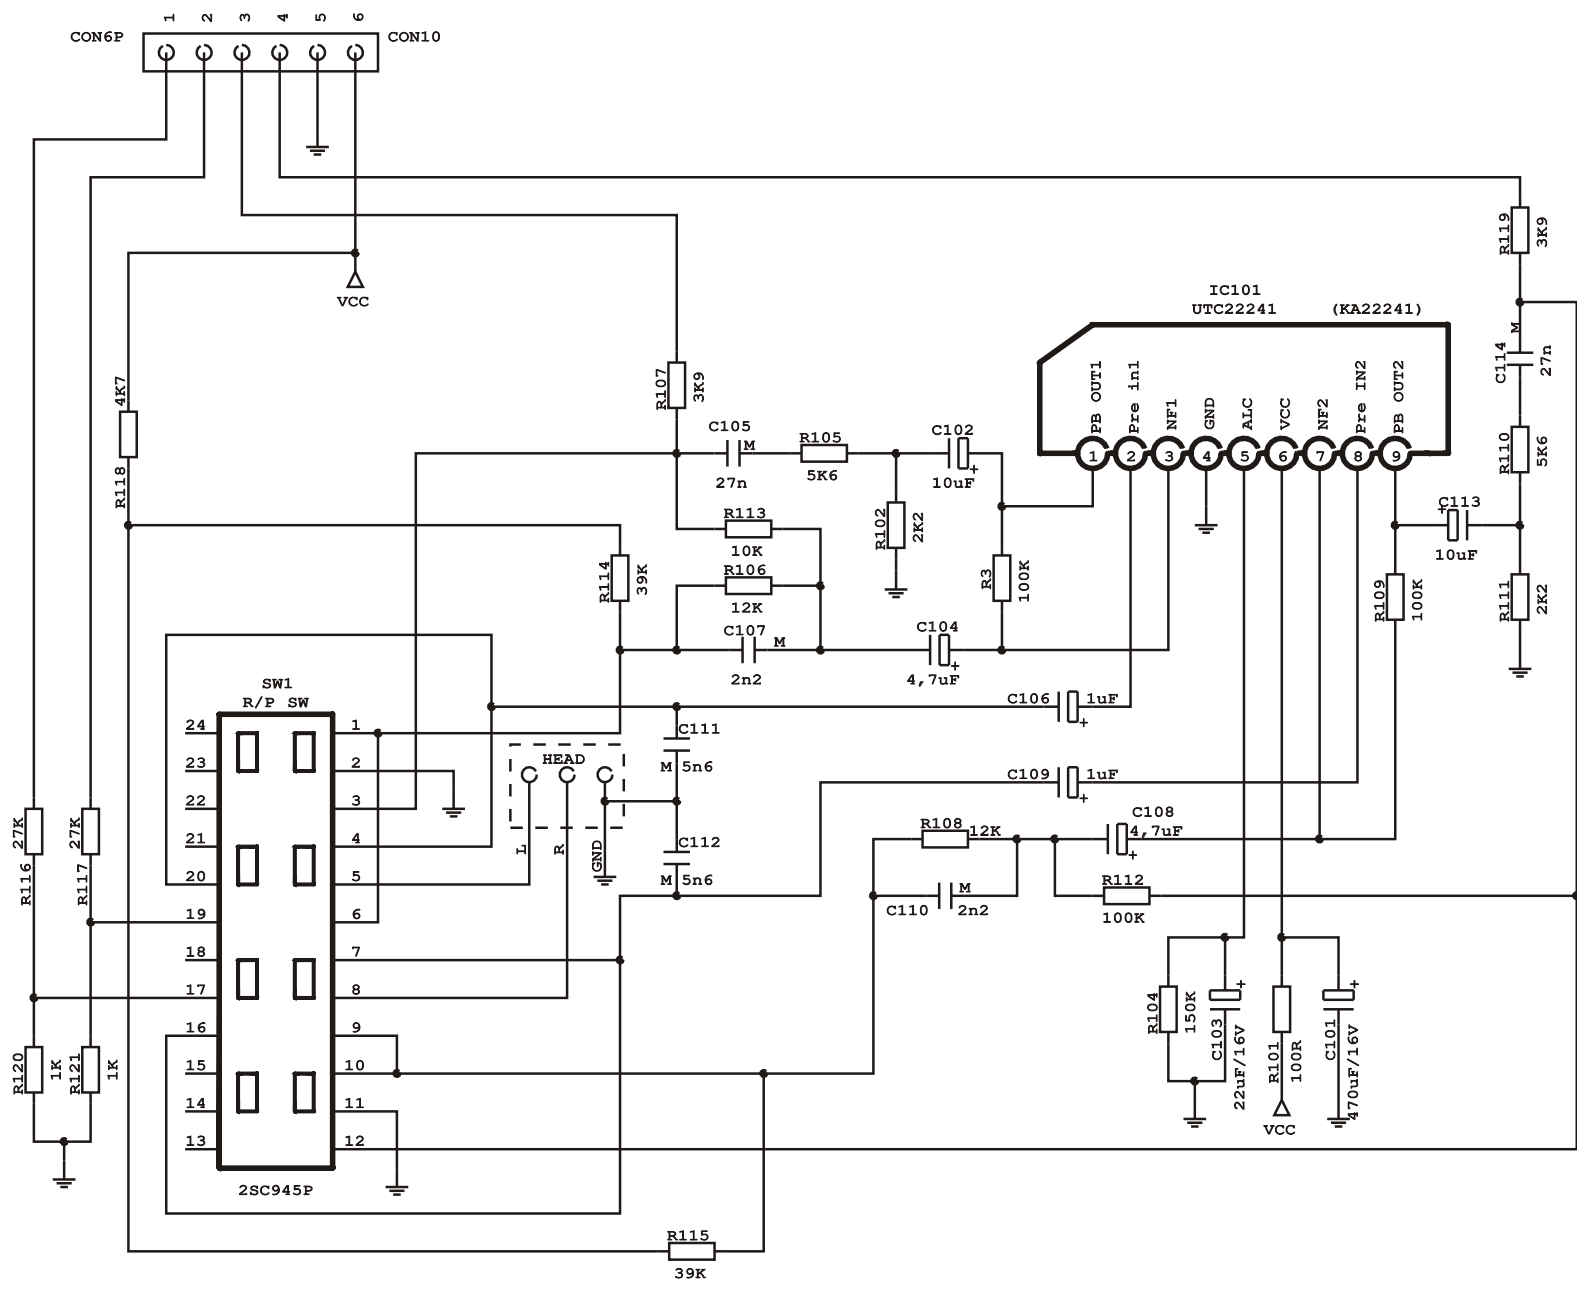 1 2 3 4 5 6
CON6P
CON10
VCC
R119
3K9
IC101
UTC22241 (KA22241)
M
C114
27n
PB OUT1
Pre in1
NF1
GND
ALC
VCC
NF2
Pre IN2
PB OUT2
1 2 3 4 5 6 7 8 9
R107
3K9
4K7
R118
C105
M
27n
R105
5K6
C102
+
10uF
R110
5K6
C113
+
10uF
R113
10K
R102
2K2
R106
12K
R114
39K
R3
100K
R109
100K
R111
2K2
C107
M
2n2
C104
+
4,7uF
SW1
R/P SW
C106
1uF
+
24 1
23 2
22 3
21 4
20 5
19 6
18 7
17 8
16 9
15 10
14 11
13 12
2SC945P
HEAD
L
R
GND
C111
M 5n6
C112
M 5n6
C109
1uF
+
27K
R116
27K
R117
R108
12K
C108
4,7uF
+
C110
M
2n2
R112
100K
R104
150K
+
C103
22uF/16V
R101
100R
VCC
+
C101
470uF/16V
R120
1K
R121
1K
R115
39K